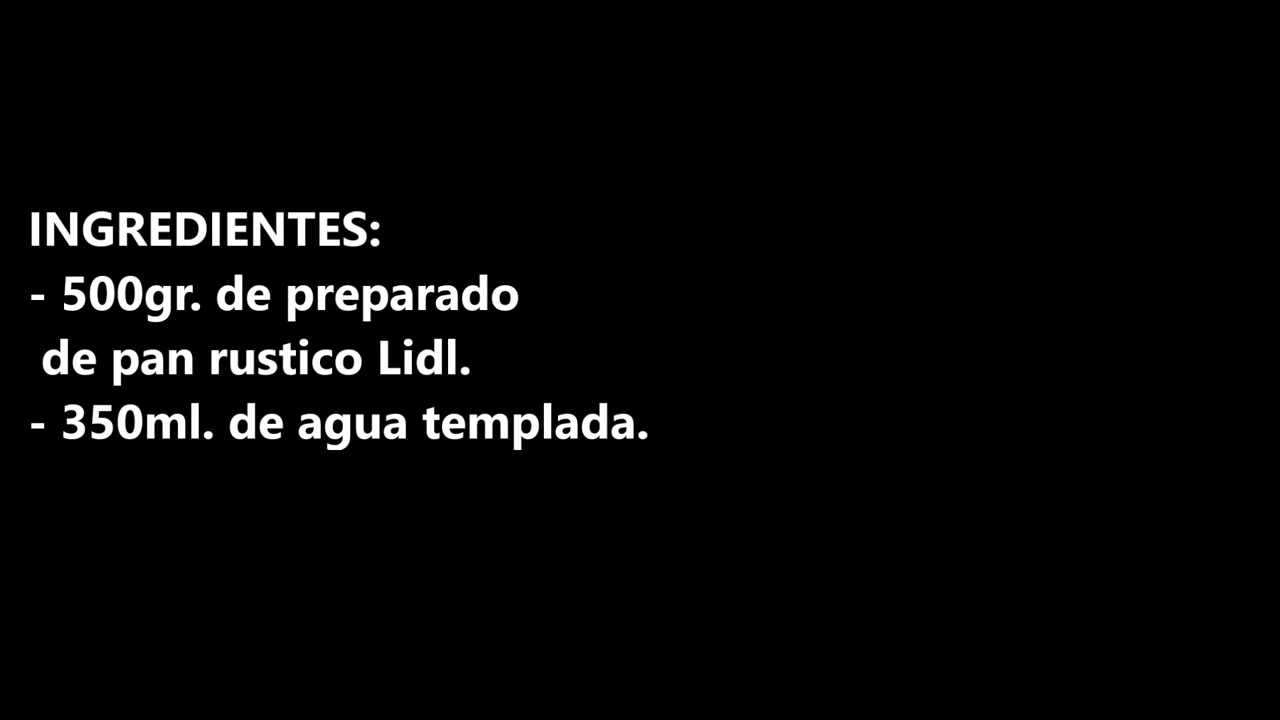 INGREDIENTES:
- 500gr. de preparado
de pan rustico Lidl.
- 350ml. de agua templada.